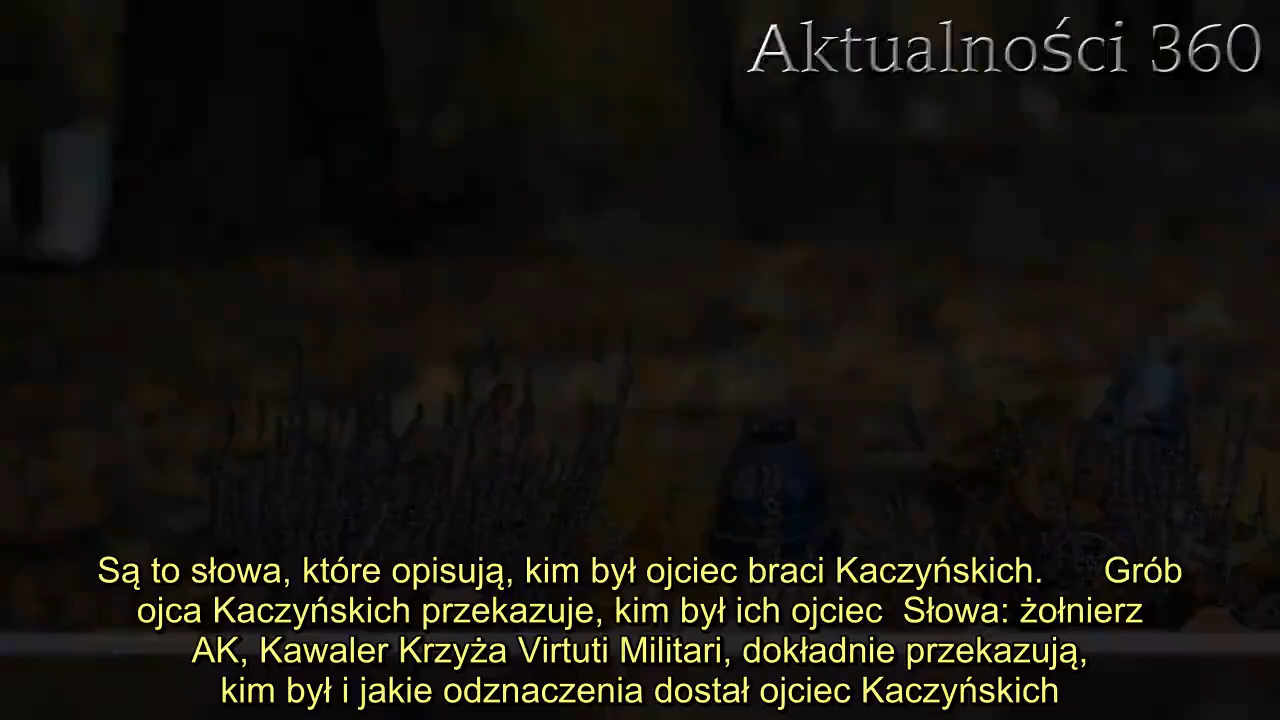 Aktualności 360
Są to słowa, które opisują, kim był ojciec braci Kaczyńskich. Grób
ojca Kaczyńskich przekazuje, kim był ich ojciec Słowa: żołnierz
AK, Kawaler Krzyża Virtuti Militari, dokładnie przekazują,
kim był i jakie odznaczenia dostał ojciec Kaczyńskich